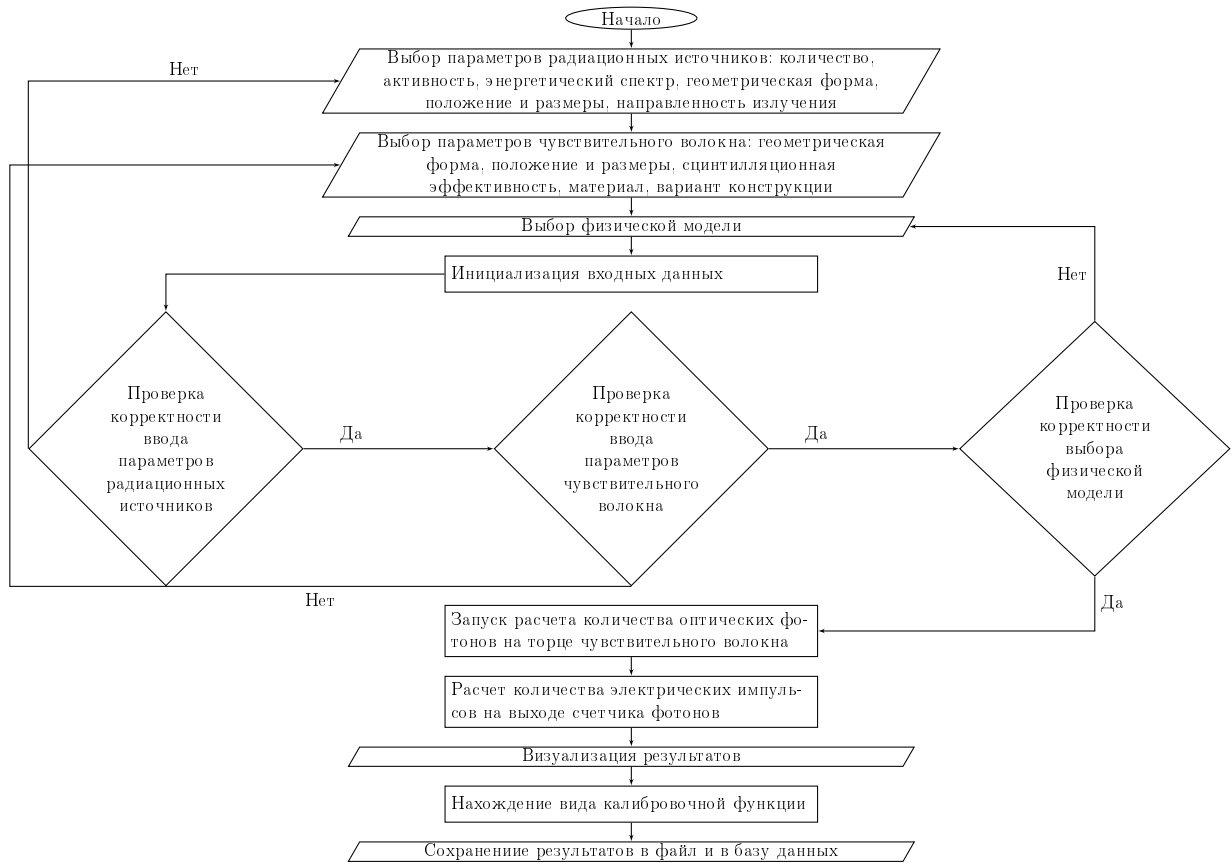 Начало
Выбор параметров радиационных источников: количество,
активность, энергетический спектр, геометрическая форма,
положение и размеры, направленность излучения
Нет
Выбор параметров чувствительного волокна: геометрическая
форма, положение и размеры, сцинтилляционная
эффективность, материал, вариант конструкции
Выбор физической модели
Инициализация входных данных
Нет
Проверка
корректности
ввода
параметров
радиационных
источников
Да
Проверка
корректности
ввода
параметров
чувствительного
волокна
Да
Проверка
корректности
выбора
физической
модели
Нет
Да
Запуск расчета количества оптических фо-
тонов на торце чувствительного волокна
Расчет количества электрических импуль-
сов на выходе счетчика фотонов
Визуализация результатов
Нахождение вида калибровочной функции
Сохранениие результатов в файл и в базу данных